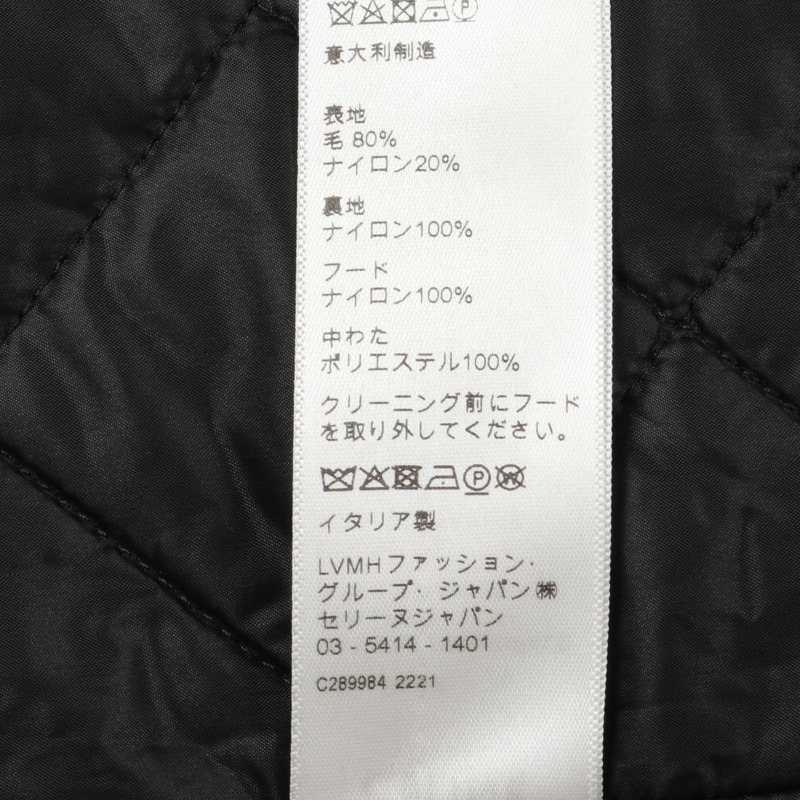 意大利制造
表地
毛 80%
ナイロン20%
裏地
ナイロン100%
フード
ナイロン100%
中わた
ポリエステル100%
クリーニング前にフード
を取り外してください。
イタリア製
LVMHファッション·
グループ· ジャパン㈱
セリーヌジャパン
03 - 5414 - 1401
C289984 2221